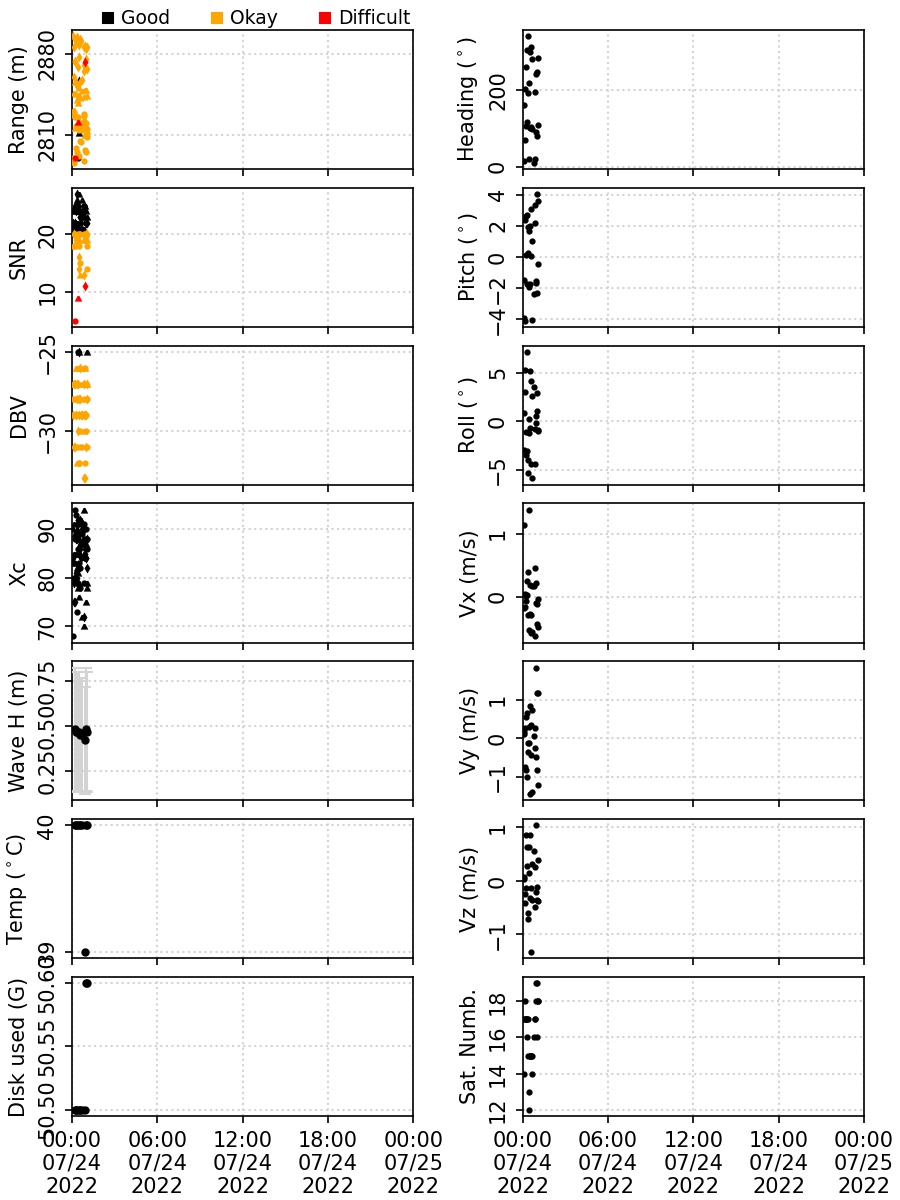 Good Okay Difficult
Range (m)
2880
2810
Heading (°)
200
0
SNR
20
10
Pitch (°)
4
2
0
−2
−4
DBV
−25
−30
Roll (°)
5
0
−5
Xc
90
80
70
Vx (m/s)
1
0
Wave H (m)
0.75
0.50
0.25
Vy (m/s)
1
0
−1
Temp (°C)
40
39
Vz (m/s)
1
0
−1
Disk used (G)
50.60
50.55
50.50
Sat. Numb.
18
16
14
12
00:00 06:00 12:00 18:00 00:00
07/24 07/24 07/24 07/24 07/25
2022 2022 2022 2022 2022
00:00 06:00 12:00 18:00 00:00
07/24 07/24 07/24 07/24 07/25
2022 2022 2022 2022 2022